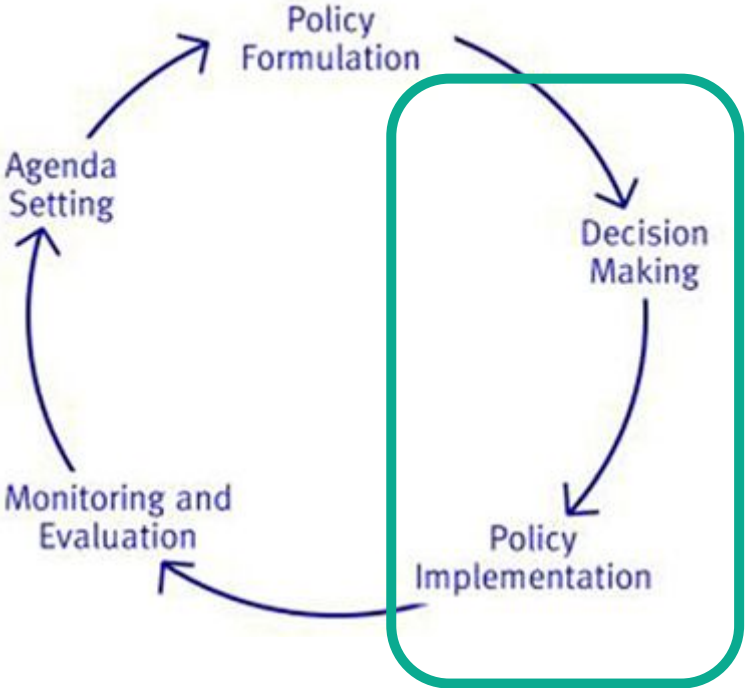 Policy
Formulation
Decision
Making
Policy
Implementation
Monitoring and
Evaluation
Agenda
Setting